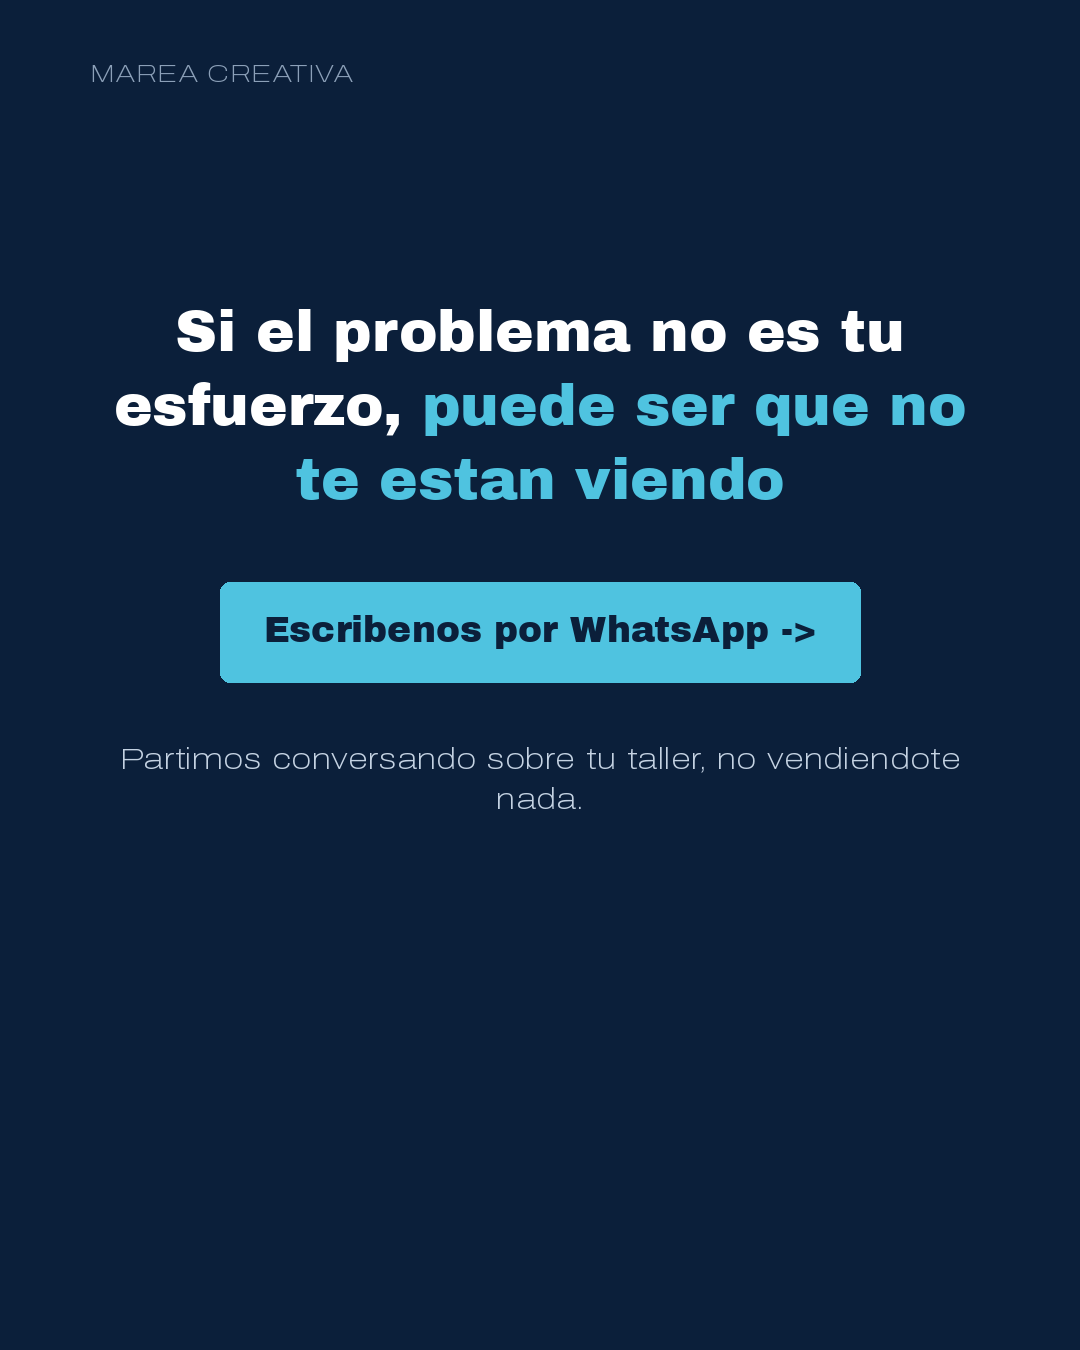 MAREA CREATIVA
Si el problema no es tu
esfuerzo, puede ser que no
te estan viendo
Escribenos por WhatsApp ->
Partimos conversando sobre tu taller, no vendiendote
nada.